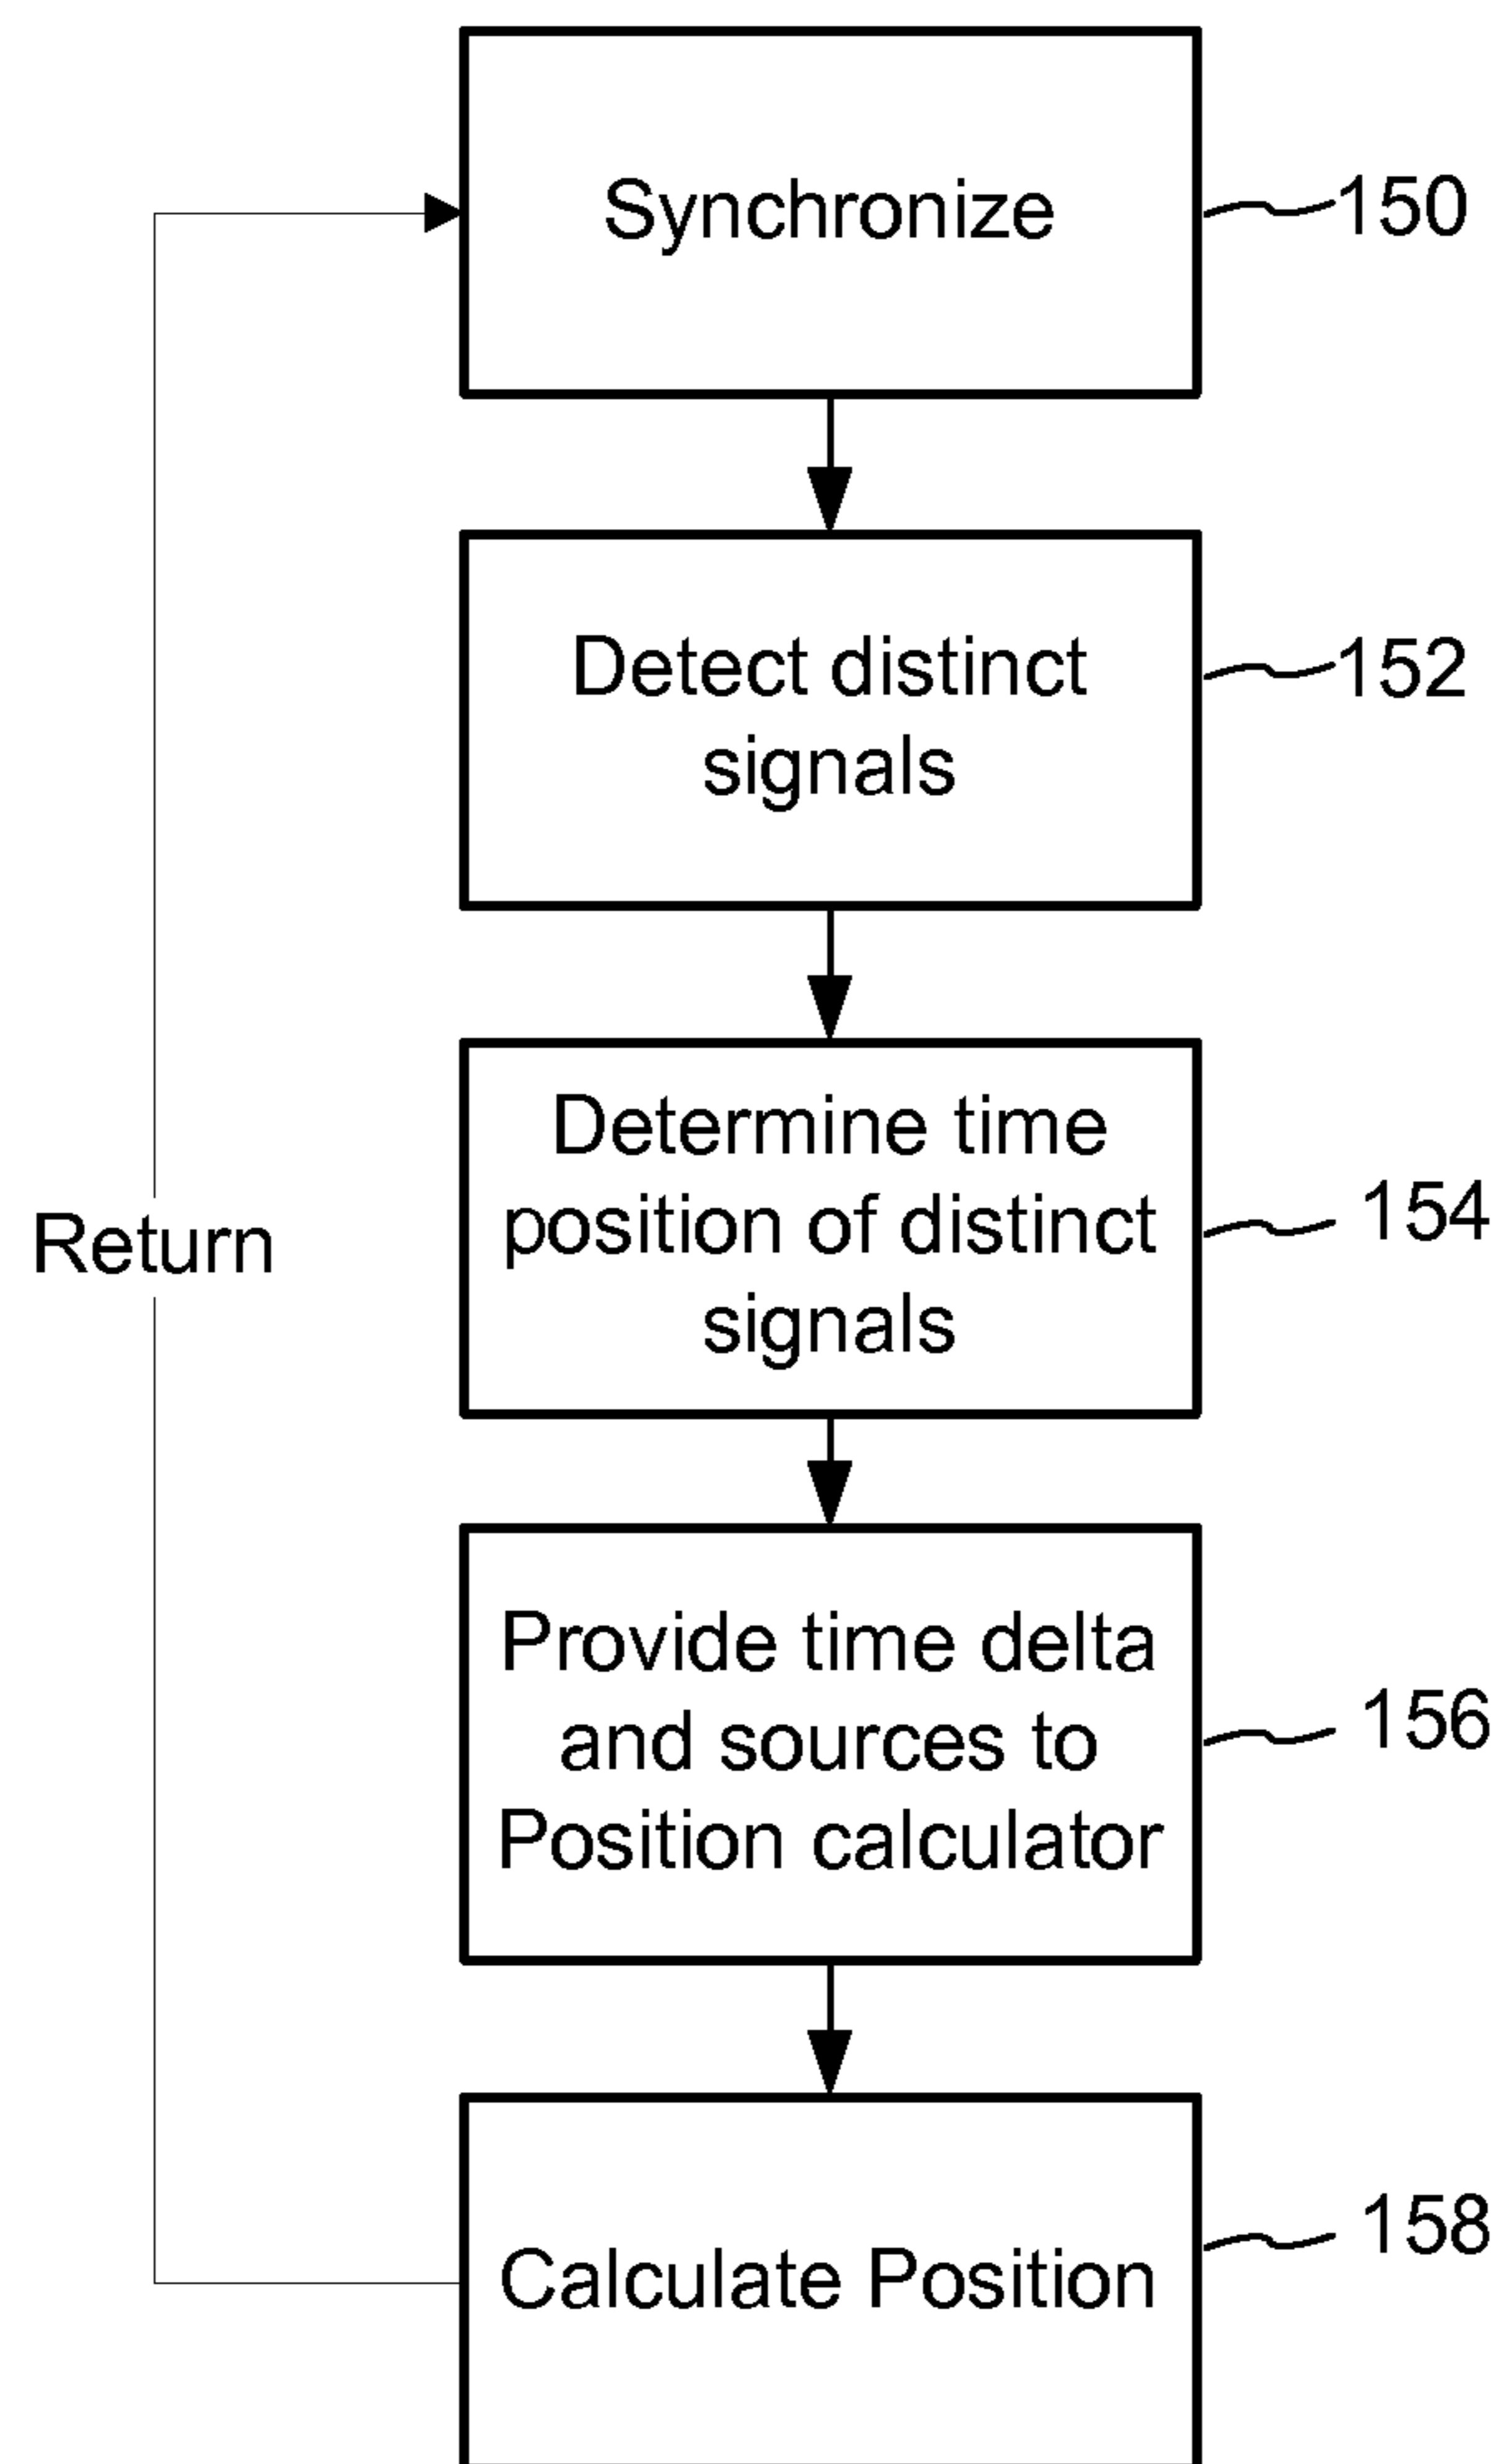 Synchronize
150
Detect distinct
signals
152
Determine time
position of distinct
signals
154
Return
Provide time delta
and sources to
Position calculator
156
Calculate Position
158